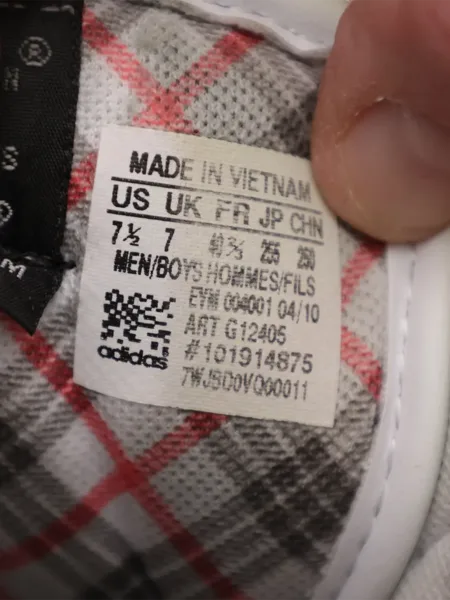 ®
MADE IN VIETNAM
US UK FR JP CHN
7½ 7 40⅔ 255 250
MEN/BOYS HOMMES/FILS
EYM 004001 04/10
ART G12405
#101914875
adidas